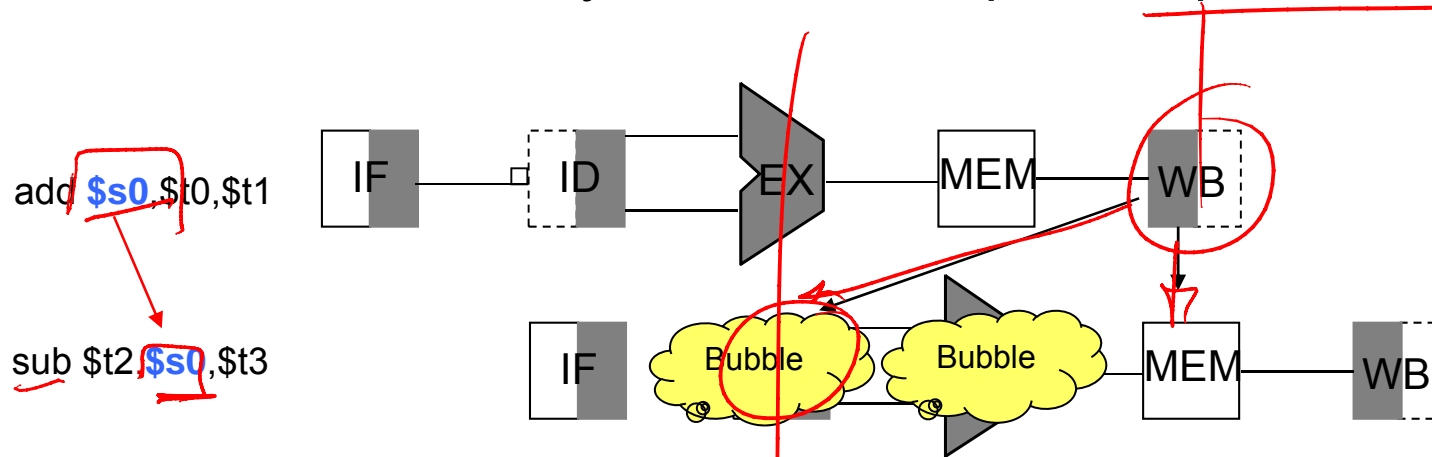 add $s0,$t0,$t1
IF
ID
EX
MEM
WB
sub $t2,$s0,$t3
IF
Bubble
Bubble
MEM
WB